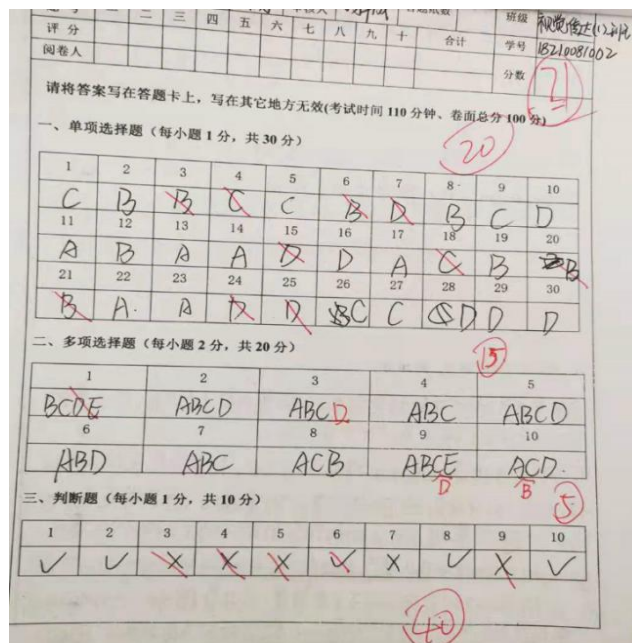 一 二 三 四 五 六 七 八 九 十 合计 班级 视觉传达(1)
评分 学号 18210081002
阅卷人 分数 71
请将答案写在答题卡上，写在其它地方无效(考试时间 110 分钟、卷面总分 100 分)
一、单项选择题（每小题 1 分，共 30 分） 20
1 2 3 4 5 6 7 8 9 10
C B B C C B D B C D
11 12 13 14 15 16 17 18 19 20
A B A A D D A C B B
21 22 23 24 25 26 27 28 29 30
B A A D D C C D D D
二、多项选择题（每小题 2 分，共 20 分） 15
1 2 3 4 5
BCDE ABCD ABCD ABC ABCD
6 7 8 9 10
ABD ABC ACB ABCE ACD
D B
三、判断题（每小题 1 分，共 10 分） 5
1 2 3 4 5 6 7 8 9 10
✓ ✓ × × × ✓ × ✓ × ✓
40